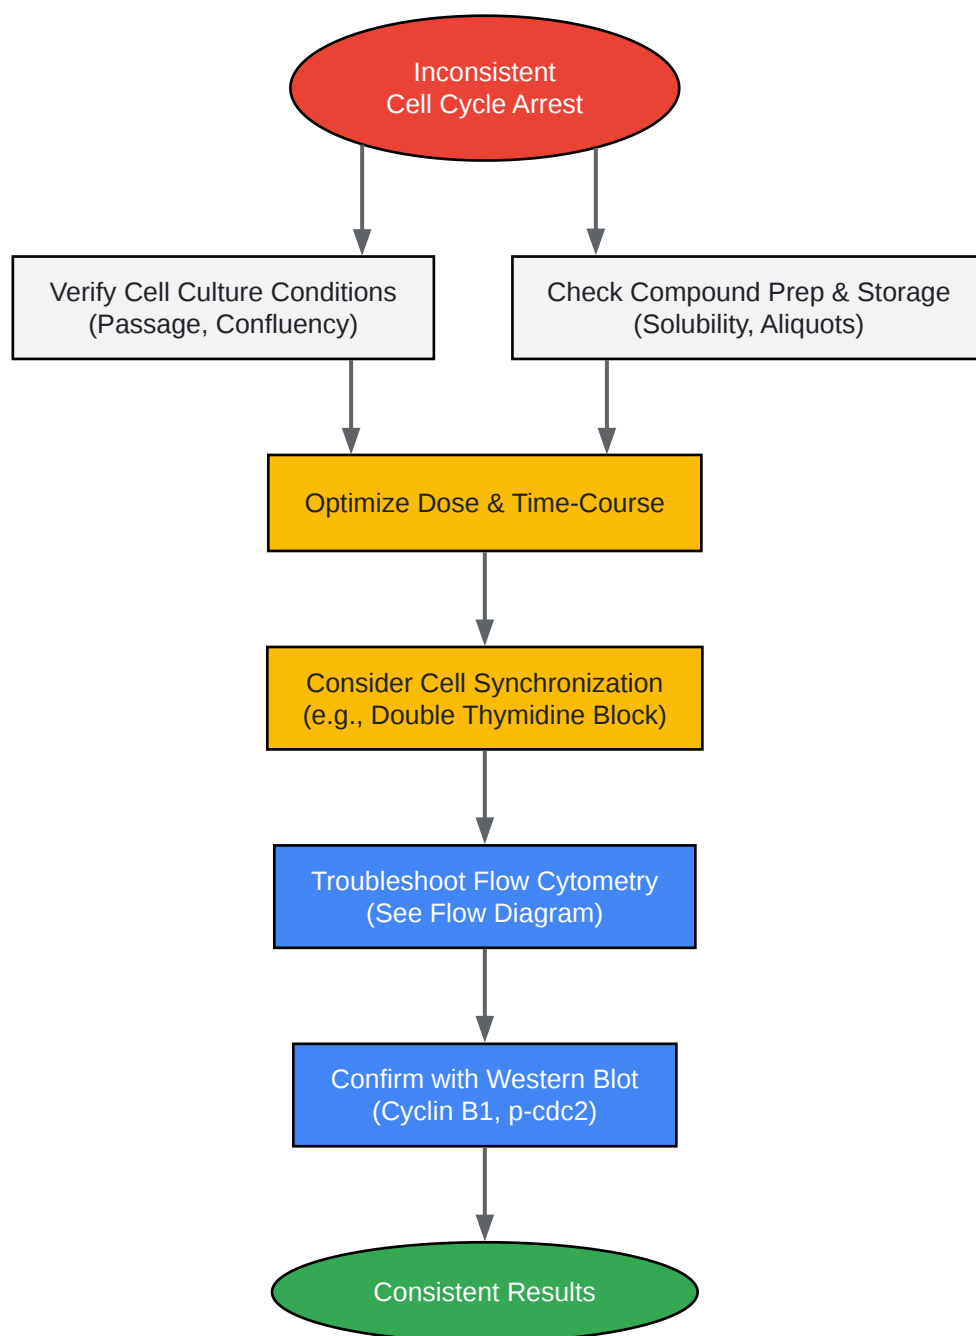 Inconsistent
Cell Cycle Arrest
Verify Cell Culture Conditions
(Passage, Confluency)
Check Compound Prep & Storage
(Solubility, Aliquots)
Optimize Dose & Time-Course
Consider Cell Synchronization
(e.g., Double Thymidine Block)
Troubleshoot Flow Cytometry
(See Flow Diagram)
Confirm with Western Blot
(Cyclin B1, p-cdc2)
Consistent Results